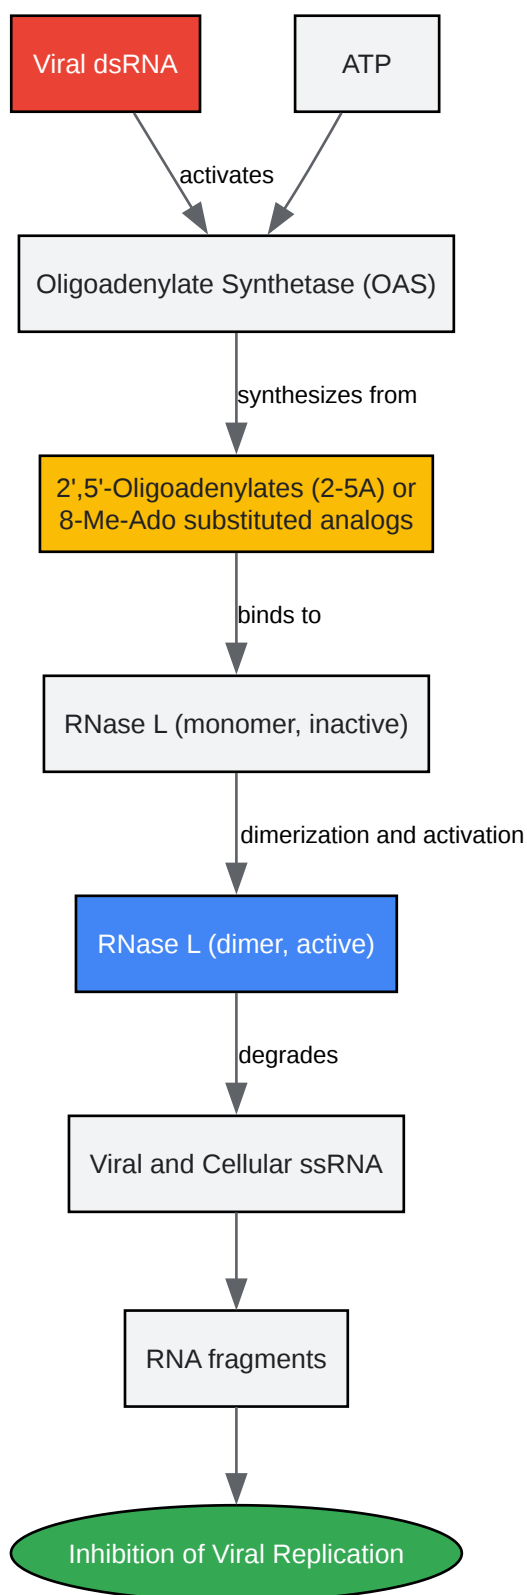 Viral dsRNA
ATP
activates
Oligoadenylate Synthetase (OAS)
synthesizes from
2',5'-Oligoadenylates (2-5A) or
8-Me-Ado substituted analogs
binds to
RNase L (monomer, inactive)
dimerization and activation
RNase L (dimer, active)
degrades
Viral and Cellular ssRNA
RNA fragments
Inhibition of Viral Replication